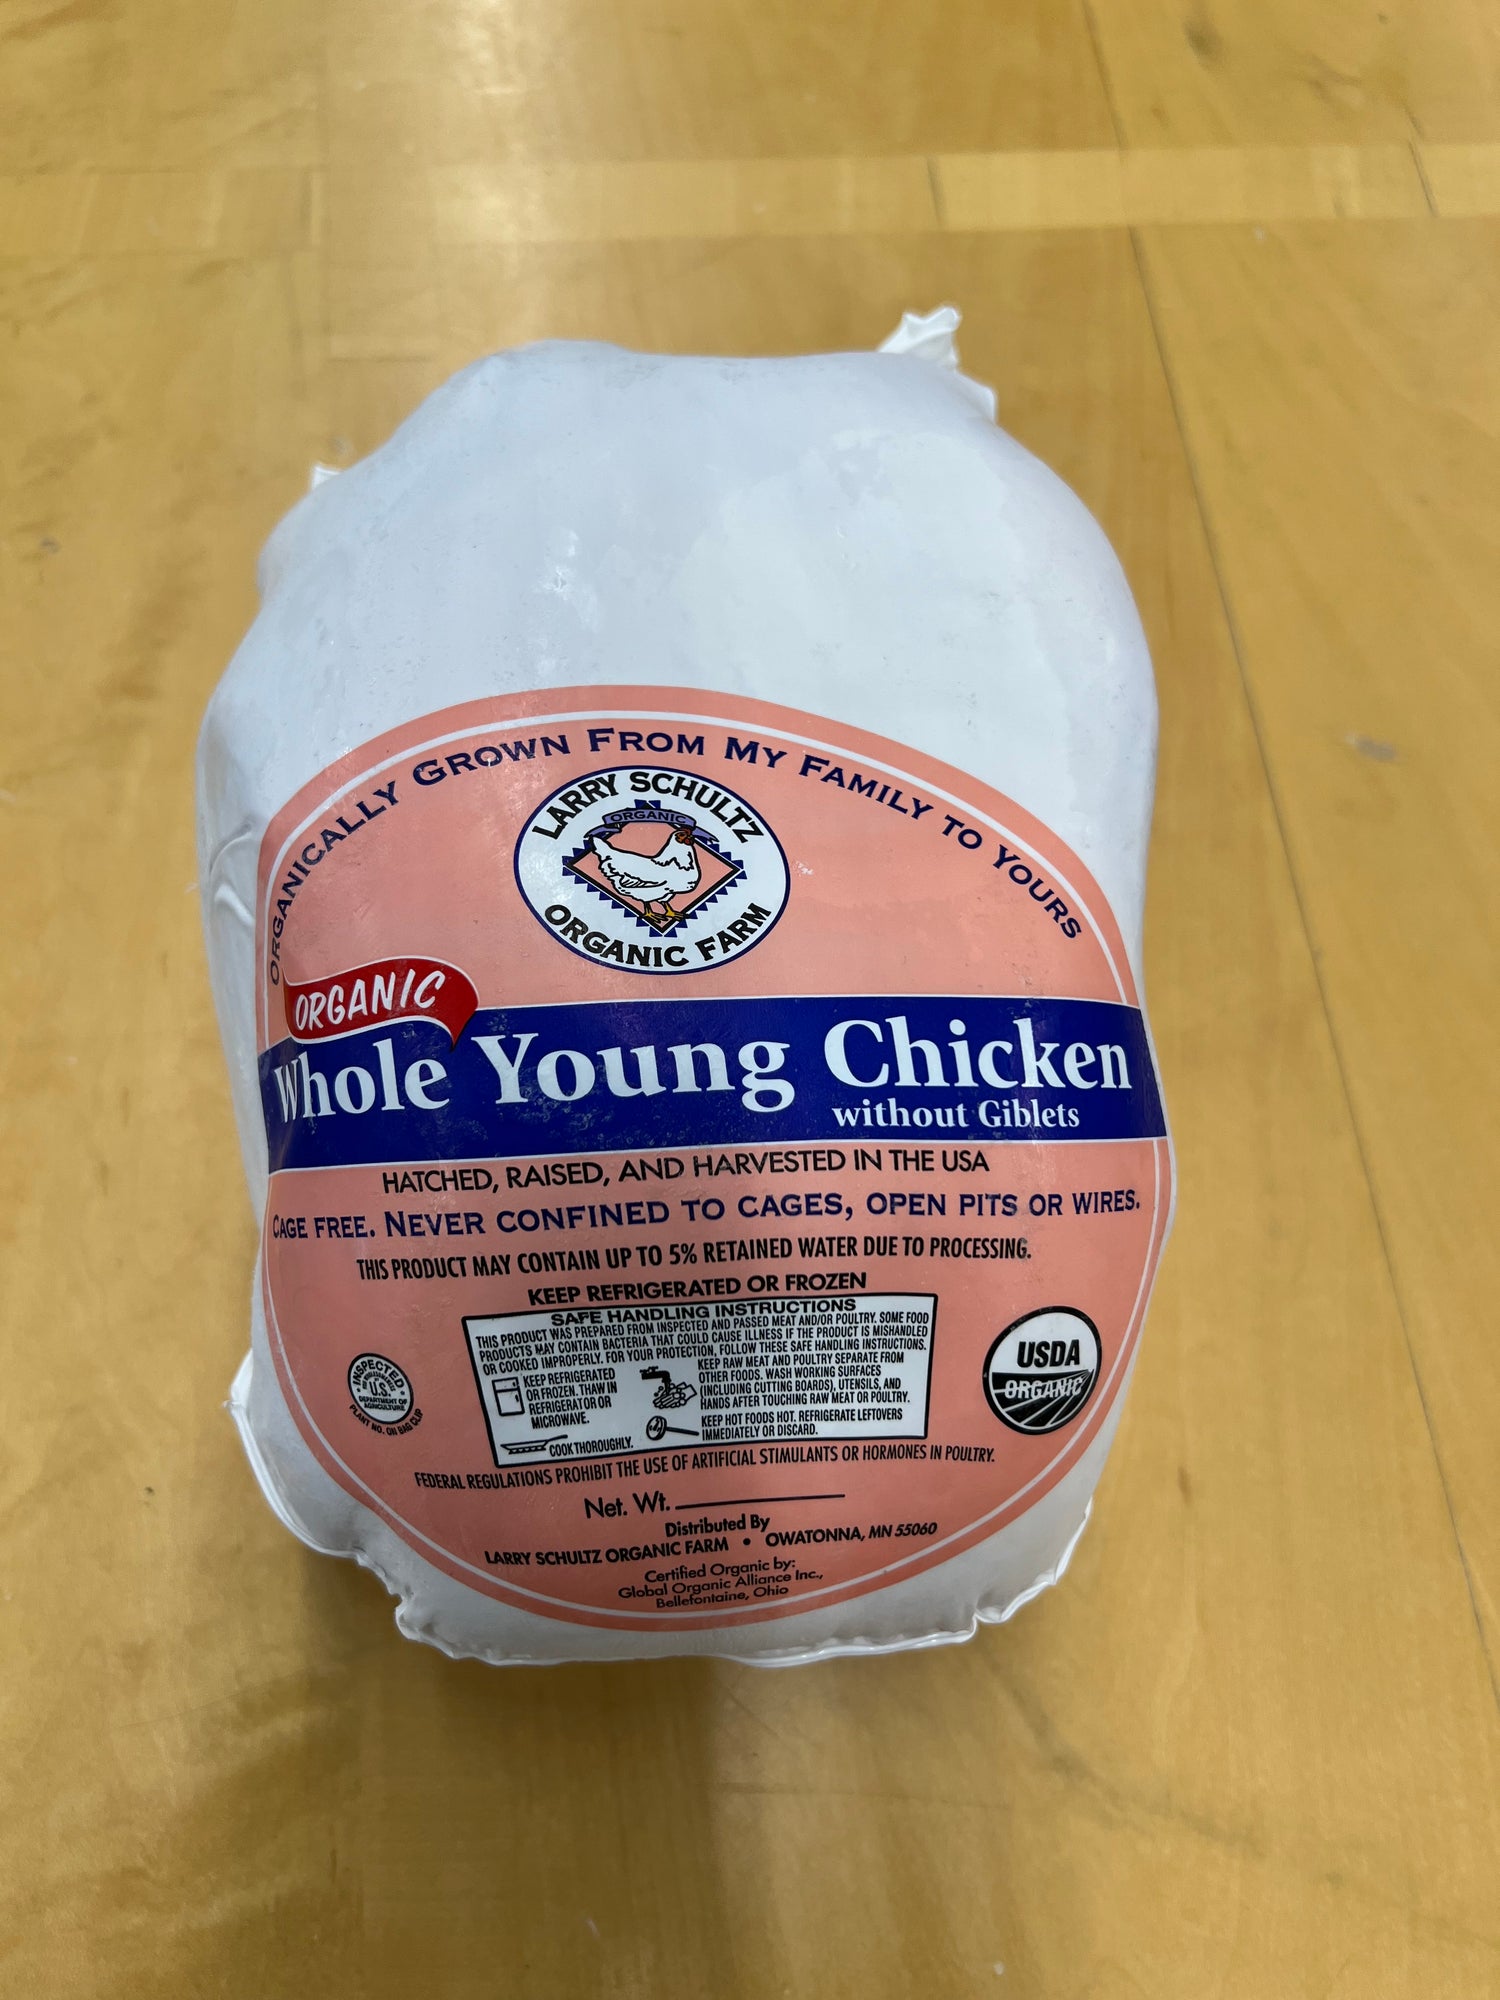 ORGANICALLY GROWN FROM MY FAMILY TO YOURS
LARRY SCHULTZ
ORGANIC
ORGANIC FARM
ORGANIC
Whole Young Chicken
without Giblets
HATCHED, RAISED, AND HARVESTED IN THE USA
CAGE FREE. NEVER CONFINED TO CAGES, OPEN PITS OR WIRES.
THIS PRODUCT MAY CONTAIN UP TO 5% RETAINED WATER DUE TO PROCESSING.
KEEP REFRIGERATED OR FROZEN
SAFE HANDLING INSTRUCTIONS
THIS PRODUCT WAS PREPARED FROM INSPECTED AND PASSED MEAT AND/OR POULTRY. SOME FOOD
PRODUCTS MAY CONTAIN BACTERIA THAT COULD CAUSE ILLNESS IF THE PRODUCT IS MISHANDLED
OR COOKED IMPROPERLY. FOR YOUR PROTECTION, FOLLOW THESE SAFE HANDLING INSTRUCTIONS.
KEEP REFRIGERATED
OR FROZEN. THAW IN
REFRIGERATOR OR
MICROWAVE.
KEEP RAW MEAT AND POULTRY SEPARATE FROM
OTHER FOODS. WASH WORKING SURFACES
(INCLUDING CUTTING BOARDS), UTENSILS, AND
HANDS AFTER TOUCHING RAW MEAT OR POULTRY.
COOK THOROUGHLY.
KEEP HOT FOODS HOT. REFRIGERATE LEFTOVERS
IMMEDIATELY OR DISCARD.
INSPECTED
U.S.
DEPARTMENT OF
AGRICULTURE
PLANT NO. ON BAG CLIP
USDA
ORGANIC
FEDERAL REGULATIONS PROHIBIT THE USE OF ARTIFICIAL STIMULANTS OR HORMONES IN POULTRY.
Net. Wt.
Distributed By
LARRY SCHULTZ ORGANIC FARM • OWATONNA, MN 55060
Certified Organic by:
Global Organic Alliance Inc.,
Bellefontaine, Ohio